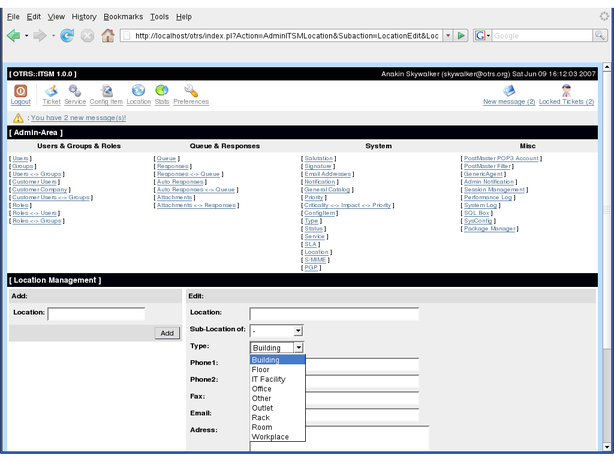 File Edit View History Bookmarks Tools Help
http://localhost/otrs/index.pl?Action=AdminITSMLocation&Subaction=LocationEdit&Loc
Google
[ OTRS::ITSM 1.0.0 ] Anakin Skywalker (skywalker@otrs.org) Sat Jun 09 16:12:03 2007
Logout Ticket Service Config Item Location Stats Preferences New message (2) Locked Tickets (2)
: You have 2 new message(s)!
[ Admin-Area ]
Users & Groups & Roles Queue & Responses System Misc
[ Users ] [ Queue ] [ Salutation ] [ PostMaster POP3 Account ]
[ Groups ] [ Responses ] [ Signature ] [ PostMaster Filter ]
[ Users <-> Groups ] [ Responses <-> Queue ] [ Email Addresses ] [ GenericAgent ]
[ Customer Users ] [ Auto Responses ] [ Notification ] [ Admin Notification ]
[ Customer Company ] [ Auto Responses <-> Queue ] [ General Catalog ] [ Session Management ]
[ Customer Users <-> Groups ] [ Attachments ] [ Priority ] [ Performance Log ]
[ Roles ] [ Attachments <-> Responses ] [ Criticality <-> Impact <-> Priority ] [ System Log ]
[ Roles <-> Users ] [ ConfigItem ] [ SQL Box ]
[ Roles <-> Groups ] [ Type ] [ SysConfig ]
[ Status ] [ Package Manager ]
[ Service ]
[ SLA ]
[ Location ]
[ S/MIME ]
[ PGP ]
[ Location Management ]
Add: Edit:
Location: Location:
Add
Sub-Location of: -
Type: Building
Building
Phone1: Floor
Phone2: IT Facility
Office
Fax: Other
Outlet
Email: Rack
Room
Adress: Workplace